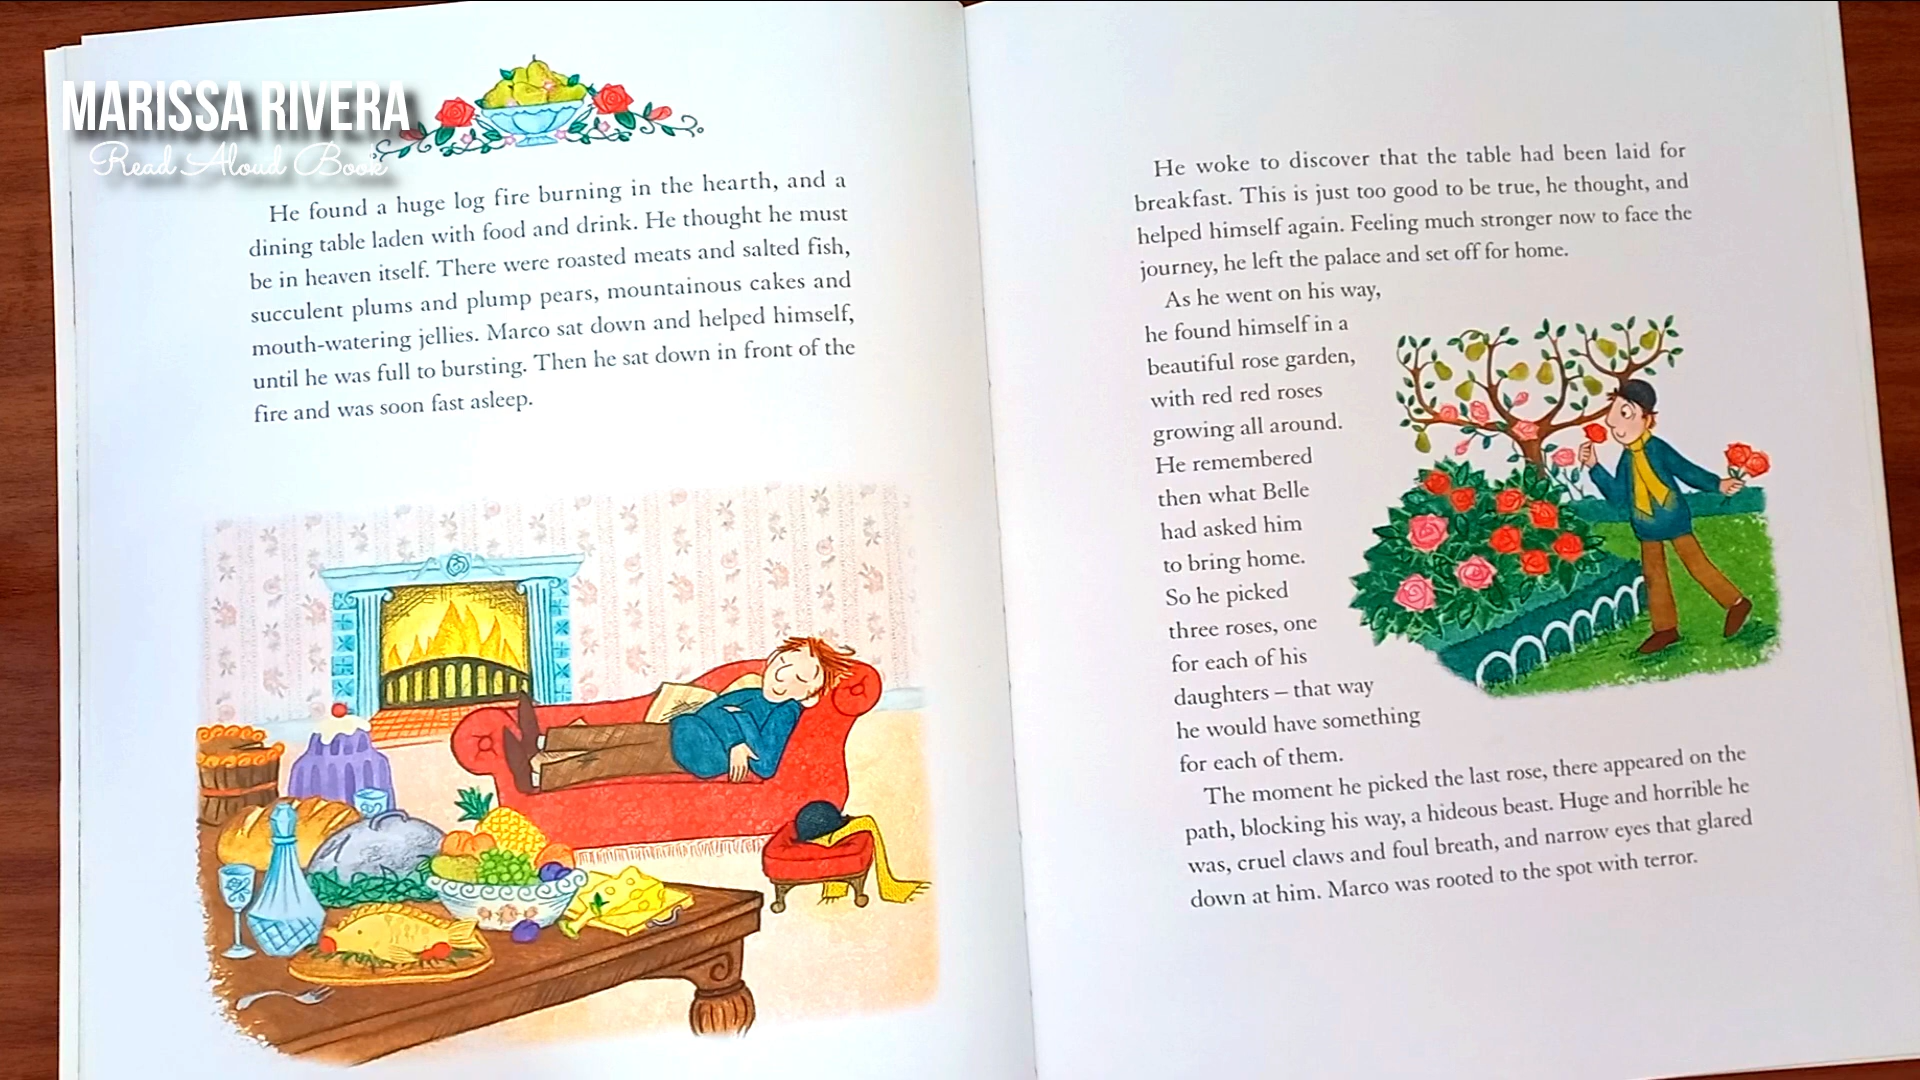 MARISSA RIVERA
Read Aloud Book
He found a huge log fire burning in the hearth, and a
dining table laden with food and drink. He thought he must
be in heaven itself. There were roasted meats and salted fish,
succulent plums and plump pears, mountainous cakes and
mouth-watering jellies. Marco sat down and helped himself,
until he was full to bursting. Then he sat down in front of the
fire and was soon fast asleep.
He woke to discover that the table had been laid for
breakfast. This is just too good to be true, he thought, and
helped himself again. Feeling much stronger now to face the
journey, he left the palace and set off for home.
As he went on his way,
he found himself in a
beautiful rose garden,
with red red roses
growing all around.
He remembered
then what Belle
had asked him
to bring home.
So he picked
three roses, one
for each of his
daughters – that way
he would have something
for each of them.
The moment he picked the last rose, there appeared on the
path, blocking his way, a hideous beast. Huge and horrible he
was, cruel claws and foul breath, and narrow eyes that glared
down at him. Marco was rooted to the spot with terror.